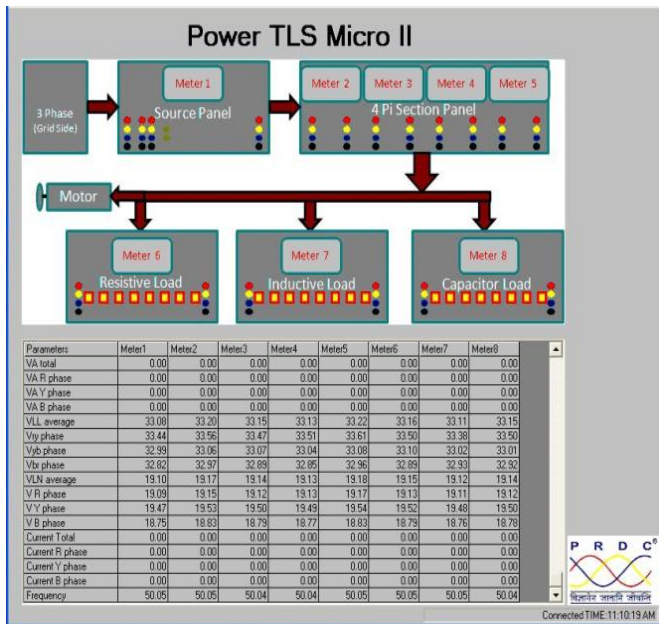 Power TLS Micro II
Meter 1
Meter 2 Meter 3 Meter 4 Meter 5
3 Phase
(Grid Side)
Source Panel
4 Pi Section Panel
Motor
Meter 6 Meter 7 Meter 8
Resistive Load Inductive Load Capacitor Load
Parameters Meter1 Meter2 Meter3 Meter4 Meter5 Meter6 Meter7 Meter8
VA total 0.00 0.00 0.00 0.00 0.00 0.00 0.00 0.00
VA R phase 0.00 0.00 0.00 0.00 0.00 0.00 0.00 0.00
VA Y phase 0.00 0.00 0.00 0.00 0.00 0.00 0.00 0.00
VA B phase 0.00 0.00 0.00 0.00 0.00 0.00 0.00 0.00
VLL average 33.08 33.20 33.15 33.13 33.22 33.16 33.11 33.15
Vry phase 33.44 33.56 33.47 33.51 33.61 33.50 33.38 33.50
Vyb phase 32.99 33.06 33.07 33.04 33.08 33.10 33.02 33.01
Vbr phase 32.82 32.97 32.89 32.85 32.96 32.89 32.93 32.92
VLN average 19.10 19.17 19.14 19.13 19.18 19.15 19.12 19.14
V R phase 19.09 19.15 19.12 19.13 19.17 19.13 19.11 19.12
V Y phase 19.47 19.53 19.50 19.49 19.54 19.52 19.48 19.50
V B phase 18.75 18.83 18.79 18.77 18.83 18.79 18.76 18.78
Current Total 0.00 0.00 0.00 0.00 0.00 0.00 0.00 0.00
Current R phase 0.00 0.00 0.00 0.00 0.00 0.00 0.00 0.00
Current Y phase 0.00 0.00 0.00 0.00 0.00 0.00 0.00 0.00
Current B phase 0.00 0.00 0.00 0.00 0.00 0.00 0.00 0.00
Frequency 50.05 50.05 50.04 50.04 50.05 50.05 50.05 50.04
P R D C®
Connected TIME:11:10:19 AM